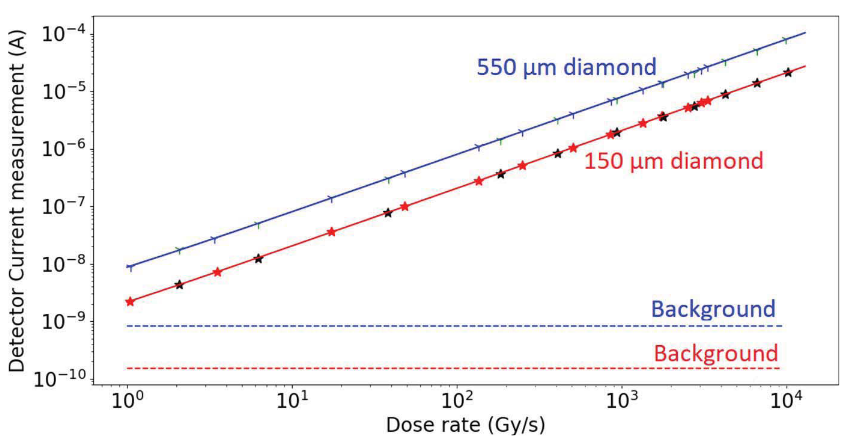 Detector Current measurement (A)
10⁻⁴
10⁻⁵
10⁻⁶
10⁻⁷
10⁻⁸
10⁻⁹
10⁻¹⁰
550 μm diamond
150 μm diamond
Background
Background
10⁰ 10¹ 10² 10³ 10⁴
Dose rate (Gy/s)